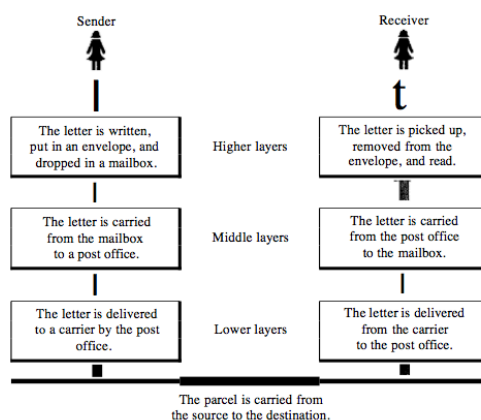 Sender
Receiver
t
The letter is written,
put in an envelope, and
dropped in a mailbox.
Higher layers
The letter is picked up,
removed from the
envelope, and read.
The letter is carried
from the mailbox
to a post office.
Middle layers
The letter is carried
from the post office
to the mailbox.
The letter is delivered
to a carrier by the post
office.
Lower layers
The letter is delivered
from the carrier
to the post office.
The parcel is carried from
the source to the destination.